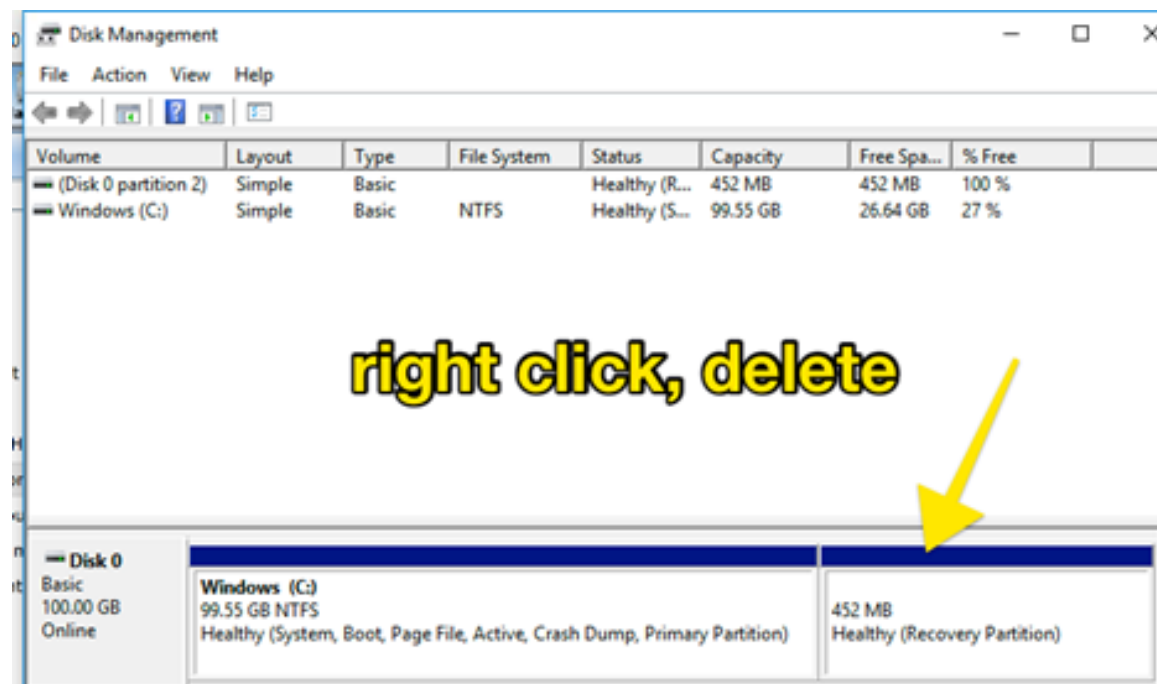 Disk Management
File Action View Help
Volume Layout Type File System Status Capacity Free Spa... % Free
(Disk 0 partition 2) Simple Basic Healthy (R... 452 MB 452 MB 100 %
Windows (C:) Simple Basic NTFS Healthy (S... 99.55 GB 26.64 GB 27 %
right click, delete
Disk 0
Basic
100.00 GB
Online
Windows (C:)
99.55 GB NTFS
Healthy (System, Boot, Page File, Active, Crash Dump, Primary Partition)
452 MB
Healthy (Recovery Partition)